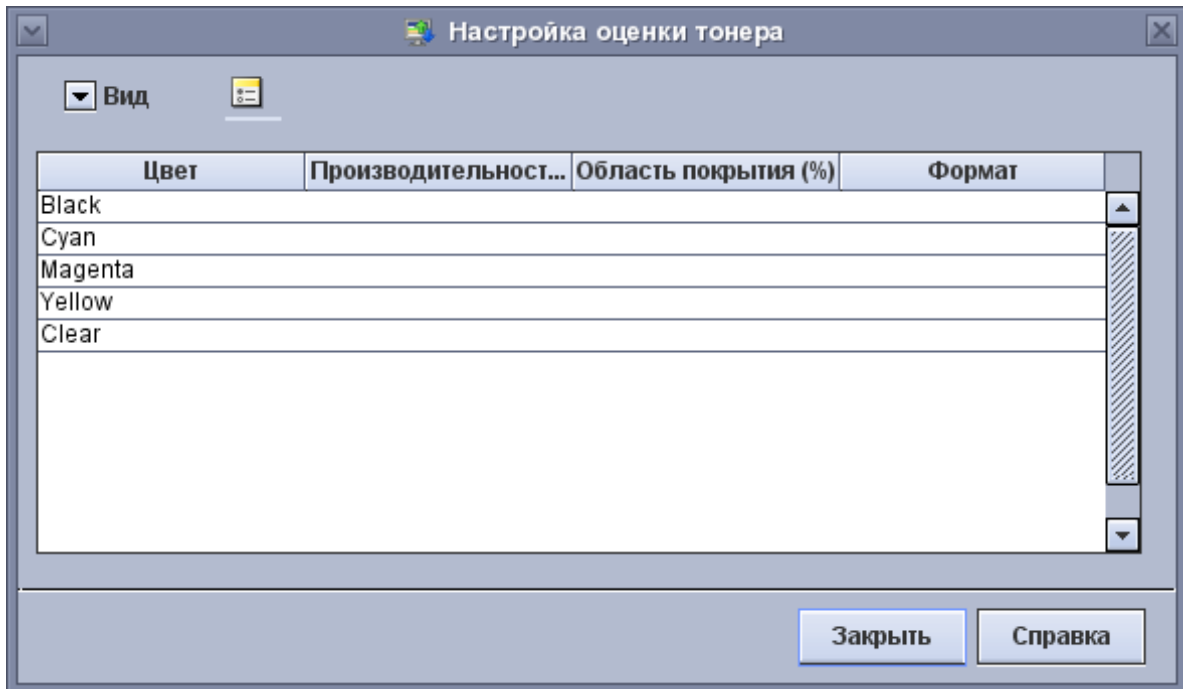 Настройка оценки тонера
Вид
Цвет Производительност... Область покрытия (%) Формат
Black
Cyan
Magenta
Yellow
Clear
Закрыть Справка